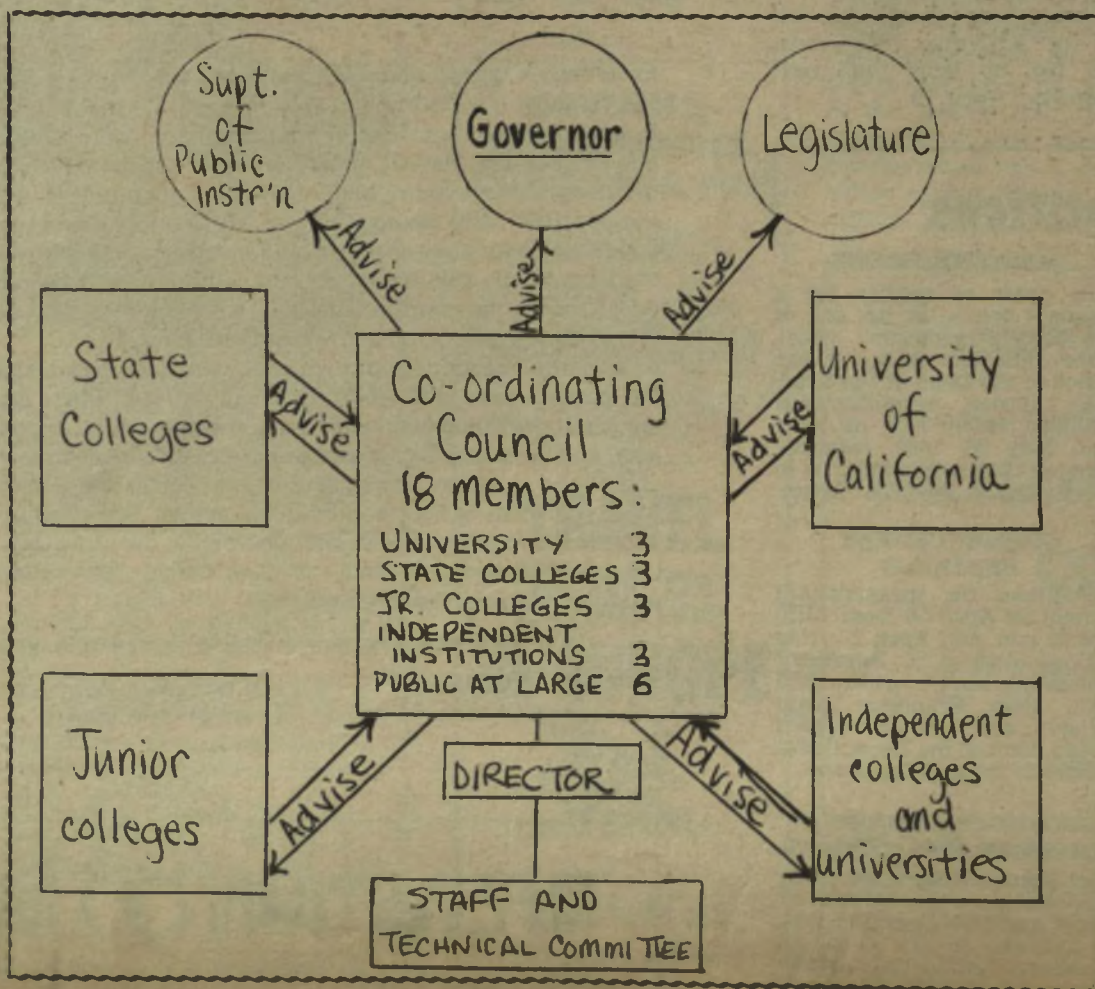 Supt.
of
Public
Instr'n
Governor
Legislature
Advise
Advise
Advise
State
Colleges
Advise
Co-ordinating
Council
18 members:
UNIVERSITY 3
STATE COLLEGES 3
JR. COLLEGES 3
INDEPENDENT
INSTITUTIONS 3
PUBLIC AT LARGE 6
Advise
University
of
California
Junior
colleges
Advise
DIRECTOR
Advise
Independent
colleges
and
universities
STAFF AND
TECHNICAL COMMITTEE